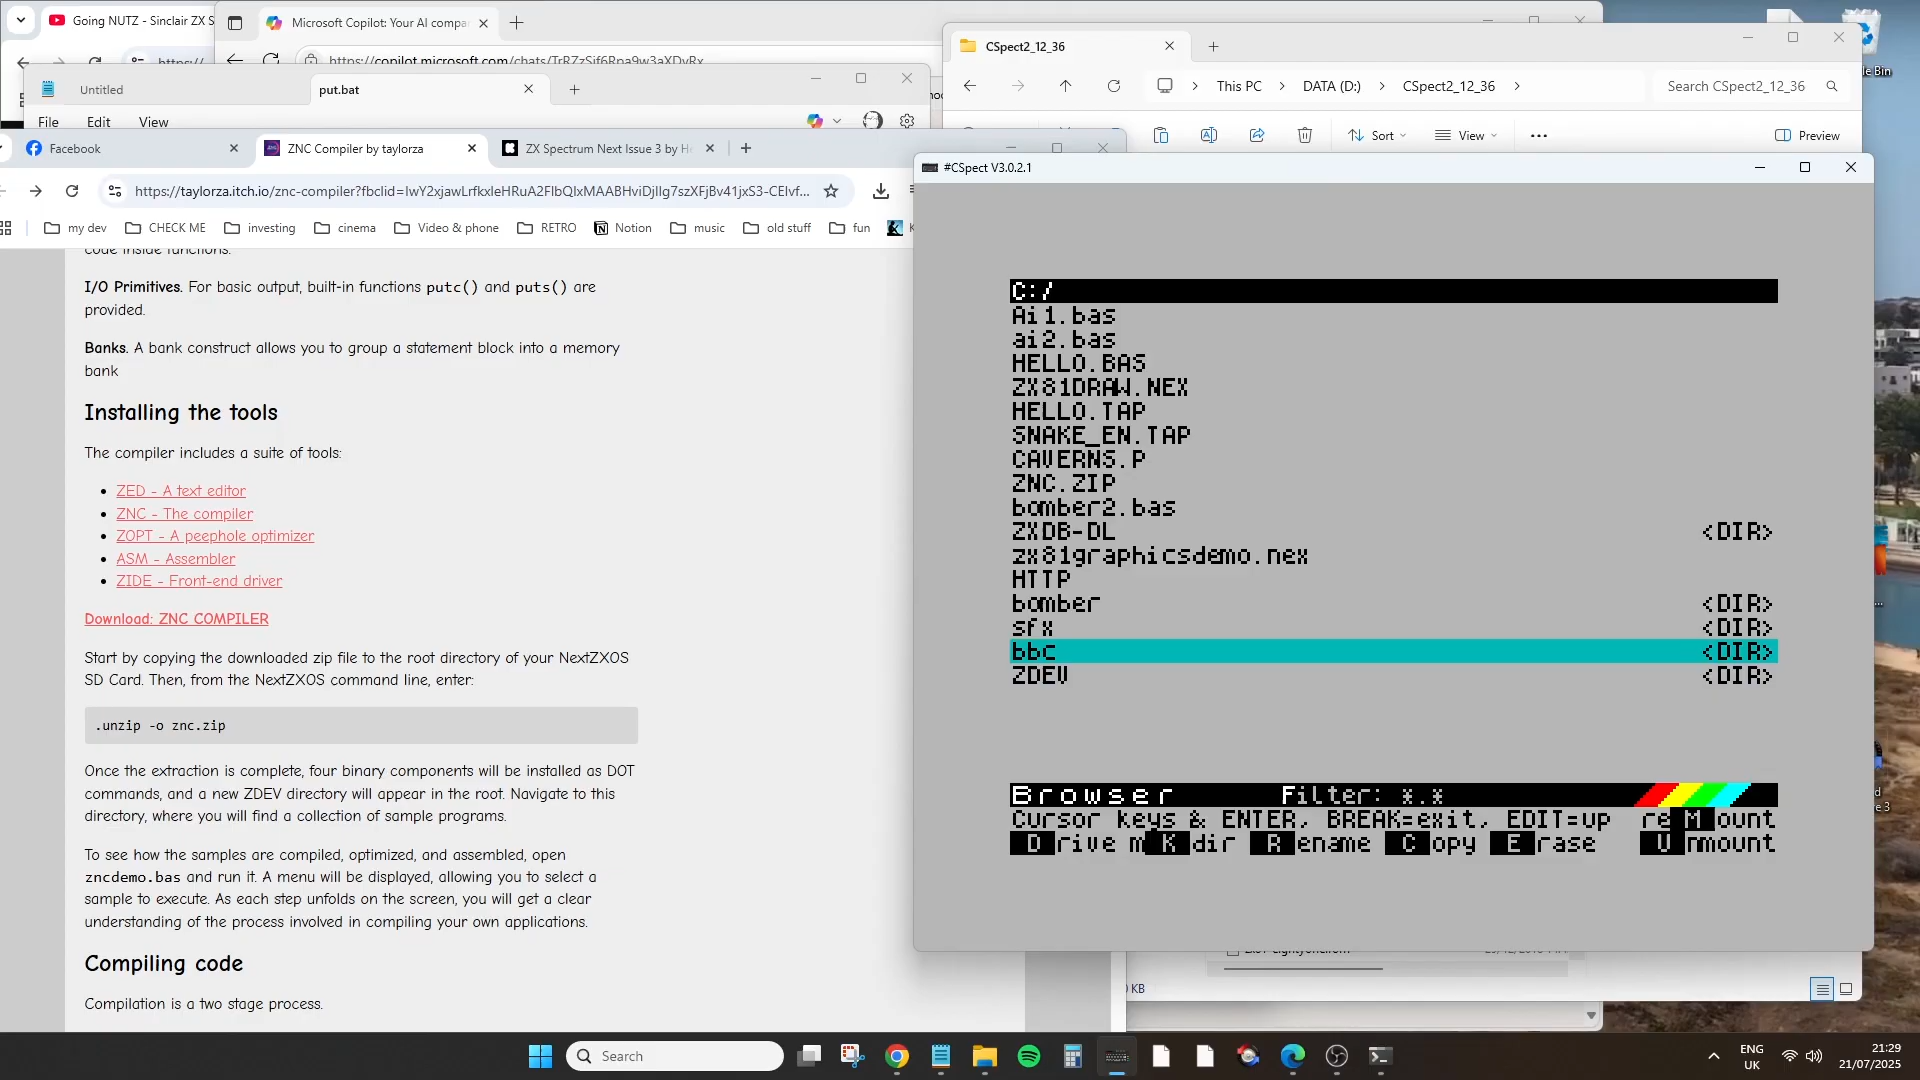 Going NUTZ - Sinclair ZX S
Microsoft Copilot: Your AI compa
https://
https://copilot.microsoft.com/chats/
Untitled
put.bat
File Edit View
CSpect2_12_36
This PC > DATA (D:) > CSpect2_12_36 >
Search CSpect2_12_36
Sort
View
Preview
Facebook
ZNC Compiler by taylorza
ZX Spectrum Next Issue 3 by He
https://taylorza.itch.io/znc-compiler?fbclid=
my dev
CHECK ME
investing
cinema
Video & phone
RETRO
Notion
music
old stuff
fun
K
code inside functions.
I/O Primitives. For basic output, built-in functions putc() and puts() are
provided.
Banks. A bank construct allows you to group a statement block into a memory
bank
Installing the tools
The compiler includes a suite of tools:
ZED - A text editor
ZNC - The compiler
ZOPT - A peephole optimizer
ASM - Assembler
ZIDE - Front-end driver
Download: ZNC COMPILER
Start by copying the downloaded zip file to the root directory of your NextZXOS
SD Card. Then, from the NextZXOS command line, enter:
.unzip -o znc.zip
Once the extraction is complete, four binary components will be installed as DOT
commands, and a new ZDEV directory will appear in the root. Navigate to this
directory, where you will find a collection of sample programs.
To see how the samples are compiled, optimized, and assembled, open
zncdemo.bas and run it. A menu will be displayed, allowing you to select a
sample to execute. As each step unfolds on the screen, you will get a clear
understanding of the process involved in compiling your own applications.
Compiling code
Compilation is a two stage process.
#CSpect V3.0.2.1
C:/
Ai1.bas
ai2.bas
HELLO.BAS
ZX81DRAW.NEX
HELLO.TAP
SNAKE_EN.TAP
CAVERNS.P
ZNC.ZIP
bomber2.bas
ZXDB-DL <DIR>
zx81graphicsdemo.nex
HTTP
bomber <DIR>
sfx <DIR>
bbc <DIR>
ZDEV <DIR>
Browser Filter: *.*
Cursor keys & ENTER, BREAK=exit, EDIT=up reMount
Drive mKdir Rename Copy Erase Unmount
KB
le Bin
Search
ENG
UK
21:29
21/07/2025